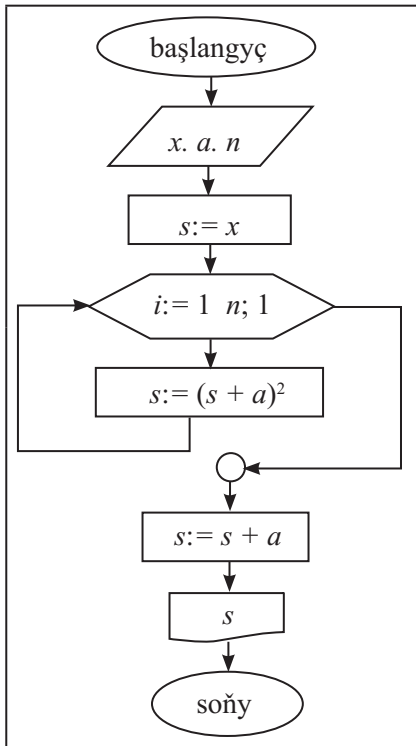 başlangyç
x. a. n
s:= x
i:= 1 n; 1
s:= (s + a)²
s:= s + a
s
soňy